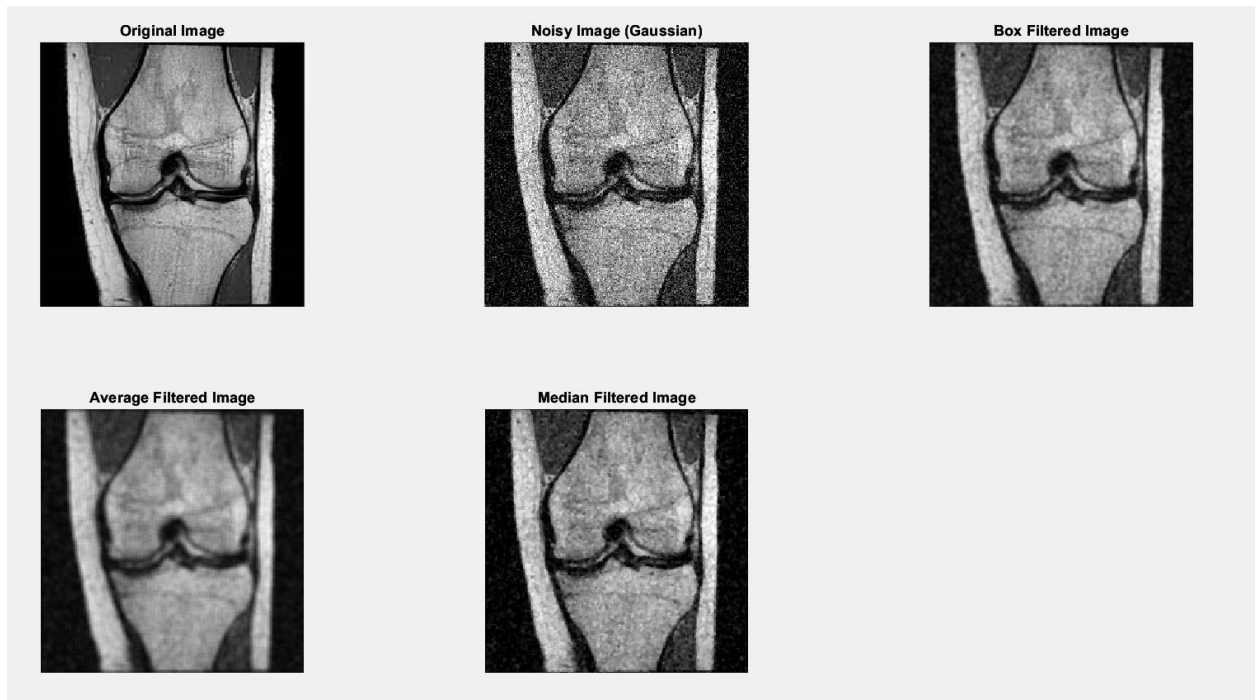 Original Image
Noisy Image (Gaussian)
Box Filtered Image
Average Filtered Image
Median Filtered Image